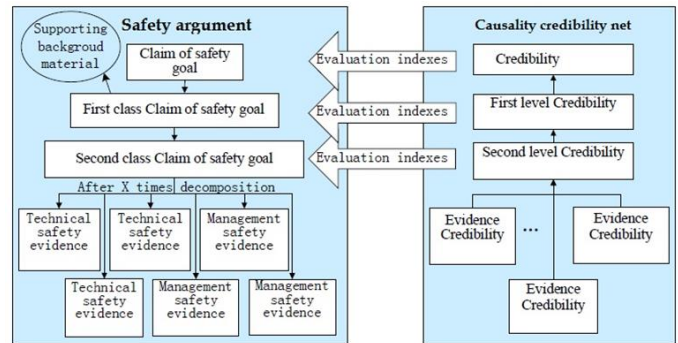 Supporting
backgroud
material
Safety argument
Claim of safety
goal
First class Claim of safety goal
Second class Claim of safety goal
After X times decomposition
Technical
safety
evidence
Technical
safety
evidence
Management
safety
evidence
Technical
safety
evidence
Management
safety
evidence
Management
safety
evidence
Evaluation indexes
Evaluation indexes
Evaluation indexes
Causality credibility net
Credibility
First level Credibility
Second level Credibility
Evidence
Credibility
...
Evidence
Credibility
Evidence
Credibility